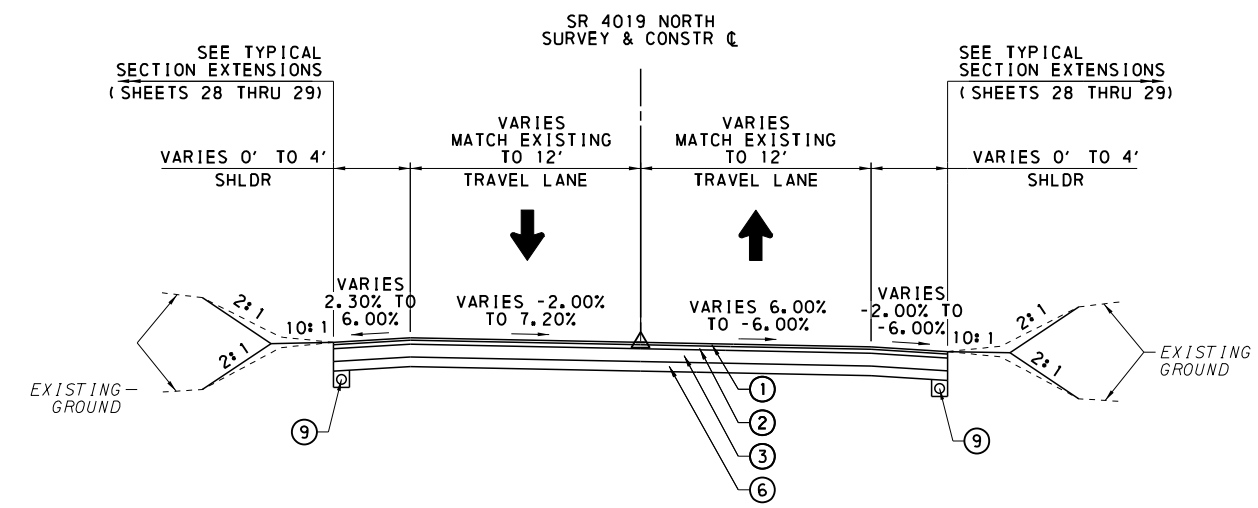 SR 4019 NORTH
SURVEY & CONSTR ℄
SEE TYPICAL
SECTION EXTENSIONS
(SHEETS 28 THRU 29)
SEE TYPICAL
SECTION EXTENSIONS
(SHEETS 28 THRU 29)
VARIES
MATCH EXISTING
TO 12'
TRAVEL LANE
VARIES
MATCH EXISTING
TO 12'
TRAVEL LANE
VARIES 0' TO 4'
SHLDR
VARIES 0' TO 4'
SHLDR
VARIES
2.30% TO
6.00%
VARIES -2.00%
TO 7.20%
VARIES 6.00%
TO -6.00%
VARIES
-2.00% TO
-6.00%
2:1
10:1
2:1
10:1
2:1
2:1
EXISTING
GROUND
EXISTING
GROUND
1
2
3
6
9
9